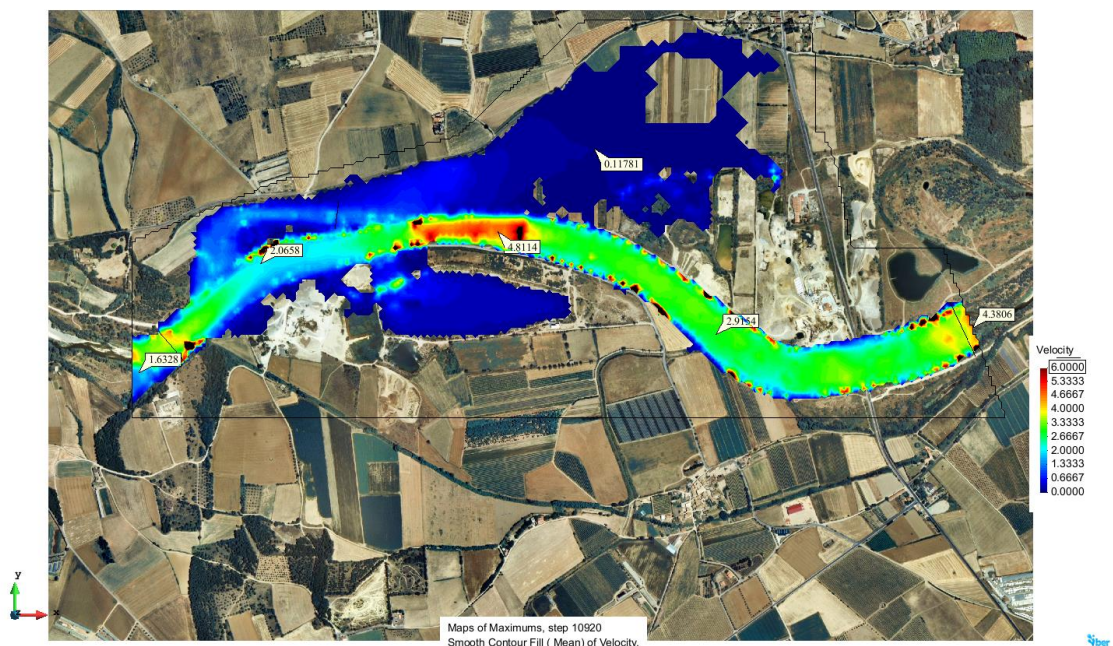 0.11781
2.0658
4.8114
2.9154
4.3806
1.6328
Velocity
6.0000
5.3333
4.6667
4.0000
3.3333
2.6667
2.0000
1.3333
0.6667
0.0000
y
x
Maps of Maximums, step 10920
Smooth Contour Fill ( Mean) of Velocity.
iber